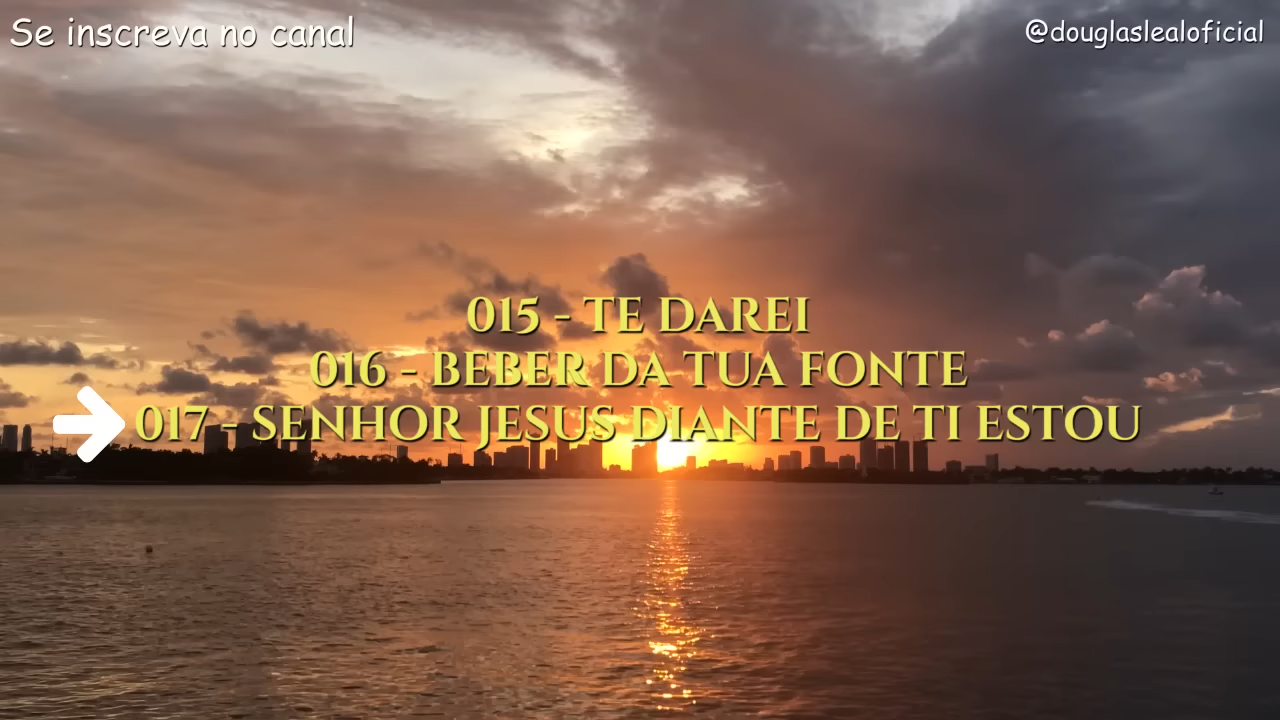 Se inscreva no canal
@douglaslealoficial
015 - TE DAREI
016 - BEBER DA TUA FONTE
017 - SENHOR JESUS DIANTE DE TI ESTOU